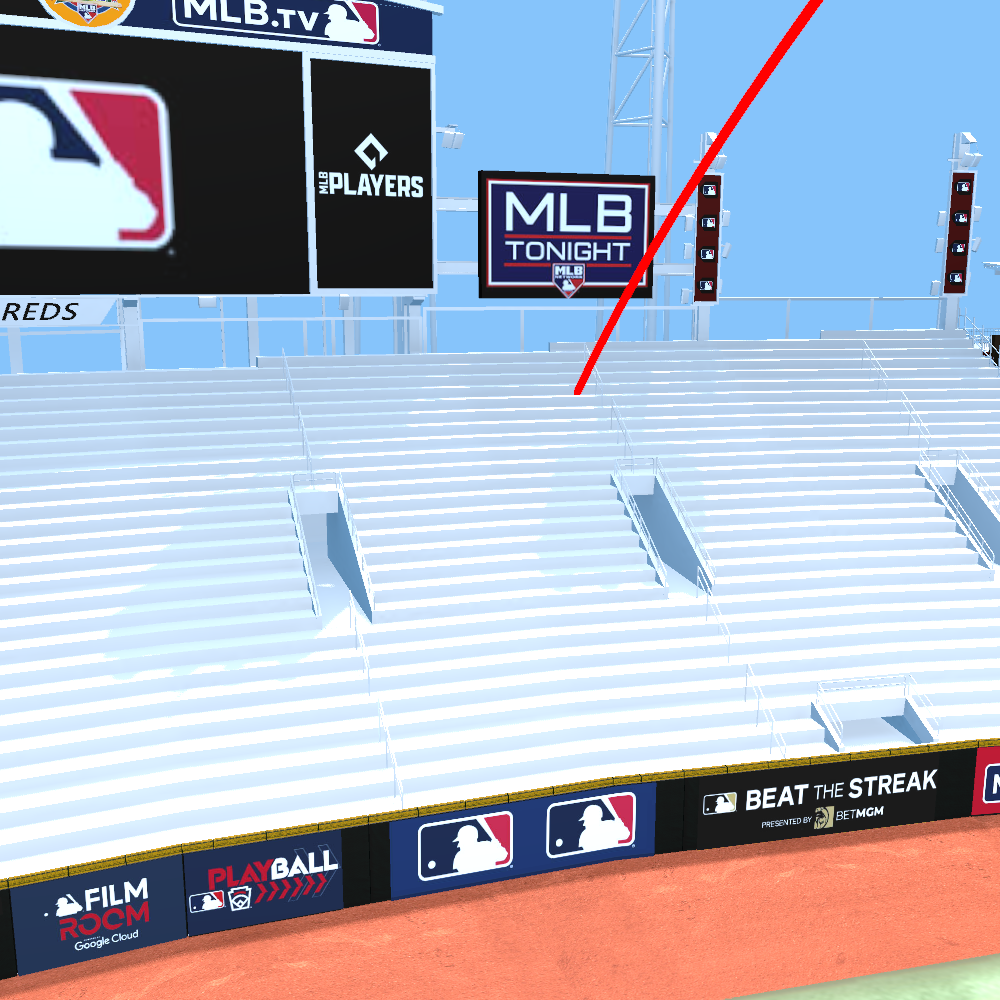 MLB.TV
MLB PLAYERS
MLB
TONIGHT
MLB
NETWORK
REDS
BEAT THE STREAK
PRESENTED BY BETMGM
PLAYBALL
FILM
ROOM
Google Cloud